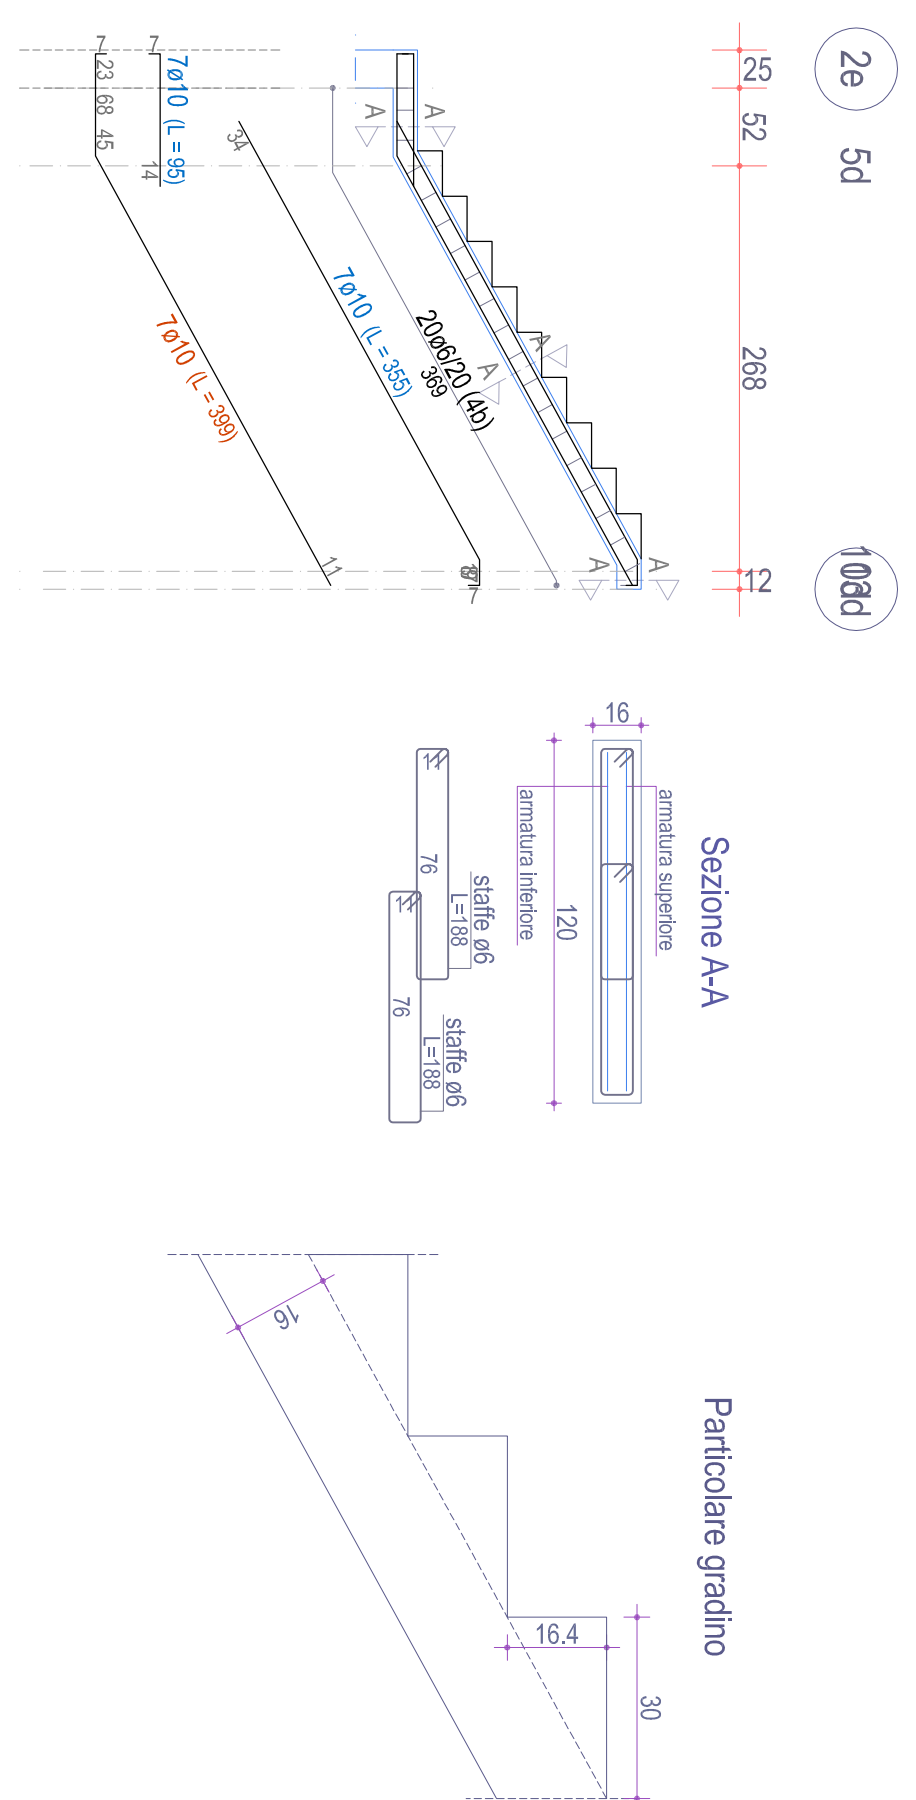 2e
5d
25
52
268
12
A
A
A
A
A
A
7
23
68
45
7
7ø10 (L = 95)
14
34
7ø10 (L = 355)
20ø6/20 (4b)
369
7ø10 (L = 399)
11
7
Sezione A-A
16
120
armatura superiore
armatura inferiore
11
76
staffe ø6
L=188
11
76
staffe ø6
L=188
Particolare gradino
16
16.4
30